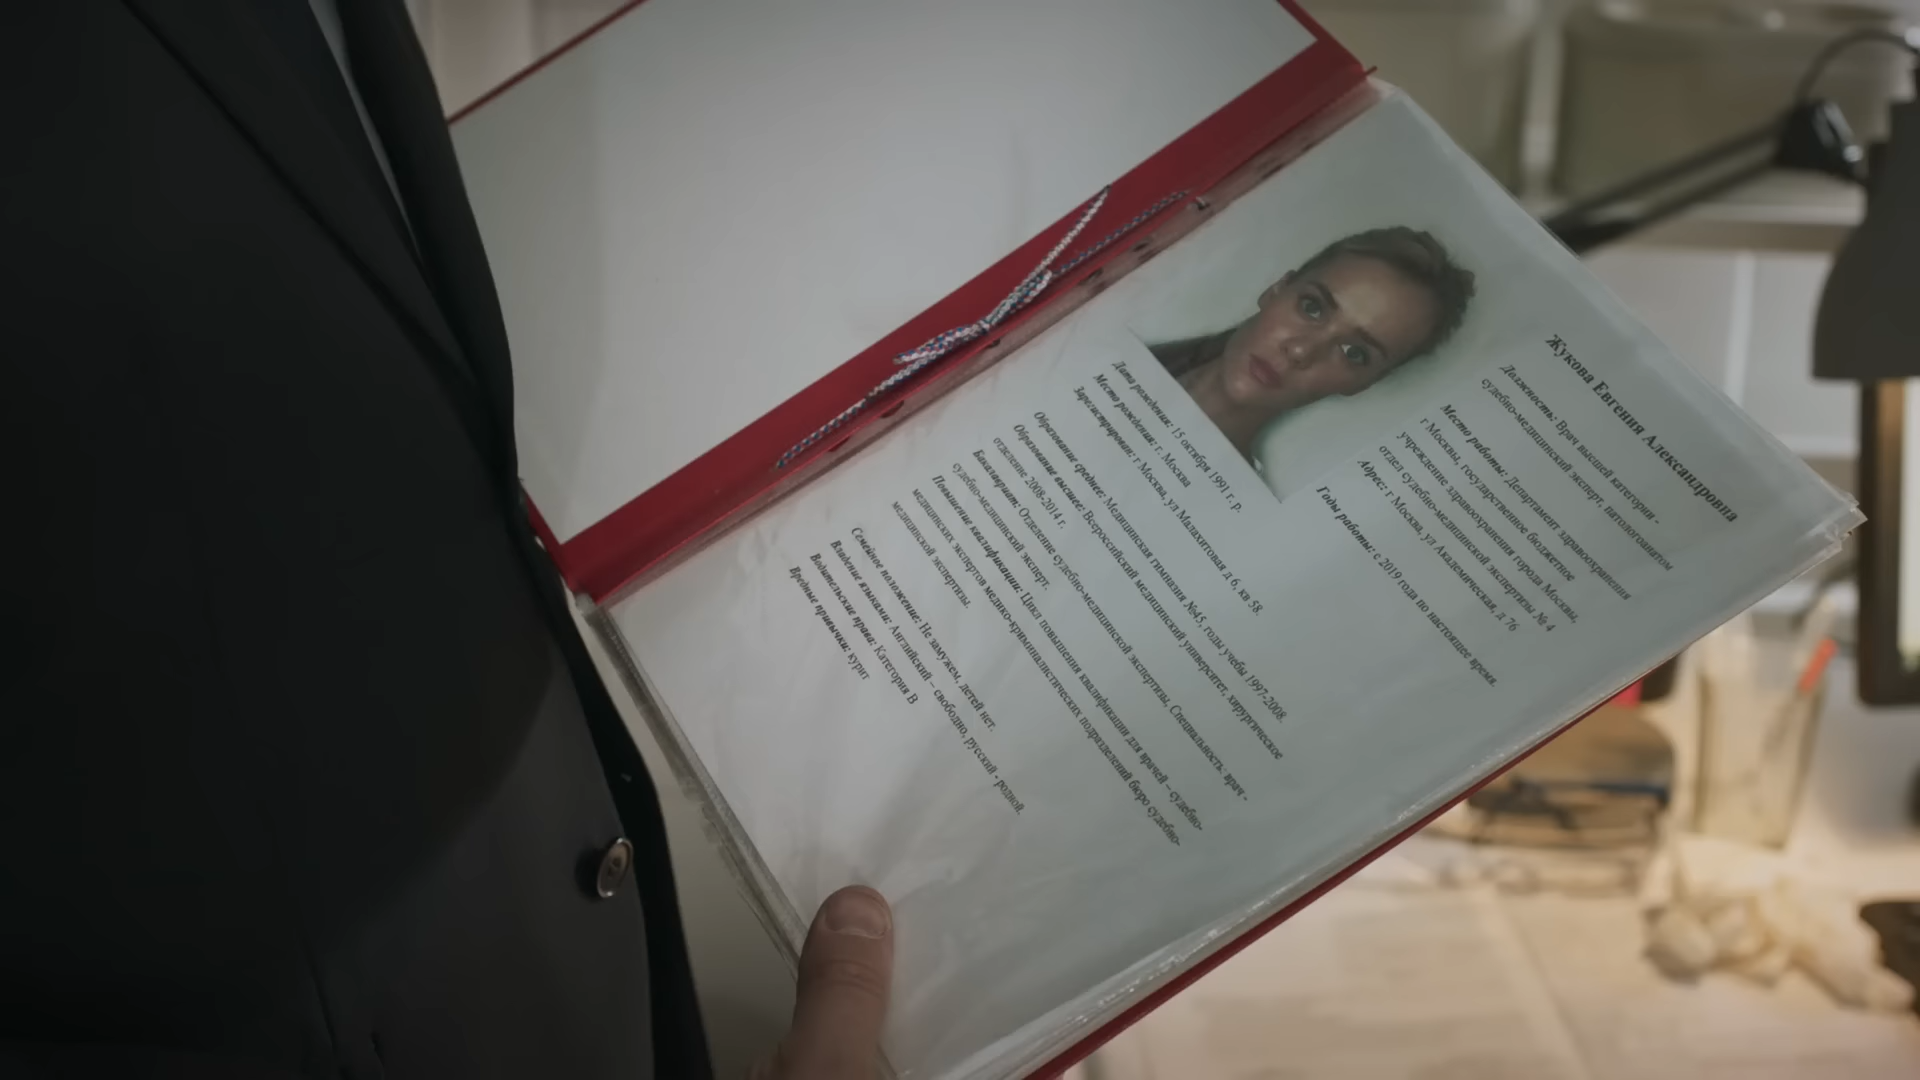 Жукова Евгения Александровна
Должность: Врач высшей категории -
судебно-медицинский эксперт, патологоанатом
Место работы: Департамент здравоохранения
г Москвы, государственное бюджетное
учреждение здравоохранения города Москвы,
отдел судебно-медицинской экспертизы № 4
Адрес: г Москва, ул Академическая, д 76
Годы работы: с 2019 года по настоящее время.
Дата рождения: 15 октября 1991 г. р.
Место рождения: г. Москва
Зарегистрирован: г Москва, ул Малахитовая д 6, кв 58.
Образование среднее: Медицинская гимназия №45, годы учебы 1997-2008.
Образование высшее: Всероссийский медицинский университет, хирургическое
отделение 2008-2014 г.
Бакалавриат: Отделение судебно-медицинской экспертизы, Специальность: врач -
судебно-медицинский эксперт.
Повышение квалификации: Цикл повышения квалификации для врачей – судебно-
медицинских экспертов медико-криминалистических подразделений бюро судебно-
медицинской экспертизы.
Семейное положение: Не замужем, детей нет.
Владение языками: Английский – свободно, русский - родной.
Водительские права: Категория В
Вредные привычки: курит